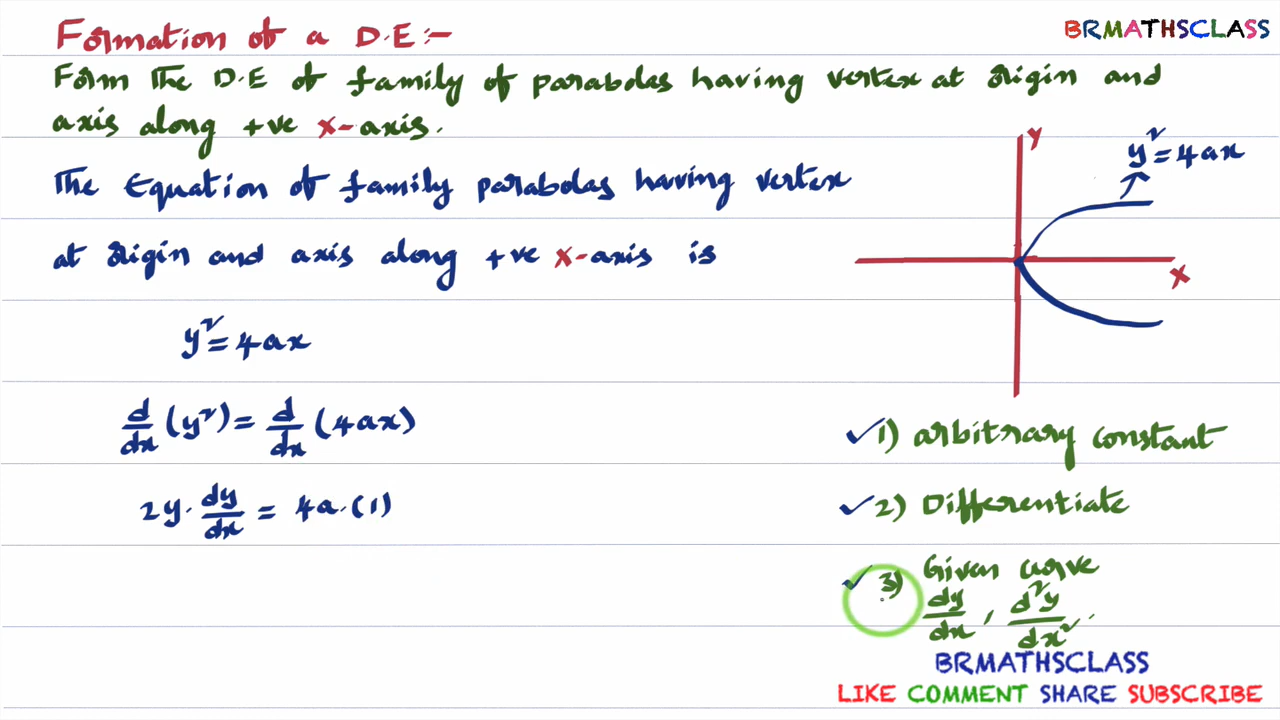 Formation of a D.E:-
BRMATHSCLASS
Form The D.E of family of parabolas having vertex at origin and
axis along +ve x-axis.
The Equation of family parabolas having vertex
at origin and axis along +ve x-axis is
y² = 4ax
d/dx (y²) = d/dx (4ax)
2y. dy/dx = 4a.(1)
Y
y² = 4ax
X
✓1) arbitrary constant
✓2) Differentiate
✓3) Given curve
dy/dx , d²y/dx² .
BRMATHSCLASS
LIKE COMMENT SHARE SUBSCRIBE